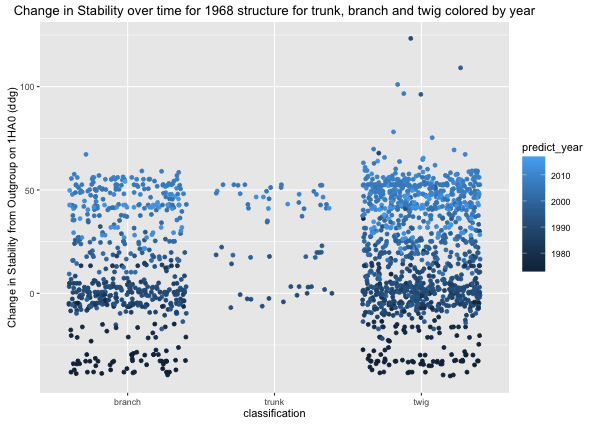 Change in Stability over time for 1968 structure for trunk, branch and twig colored by year
Change in Stability from Outgroup on 1HA0 (ddg)
100
50
0
branch
trunk
twig
classification
predict_year
2010
2000
1990
1980